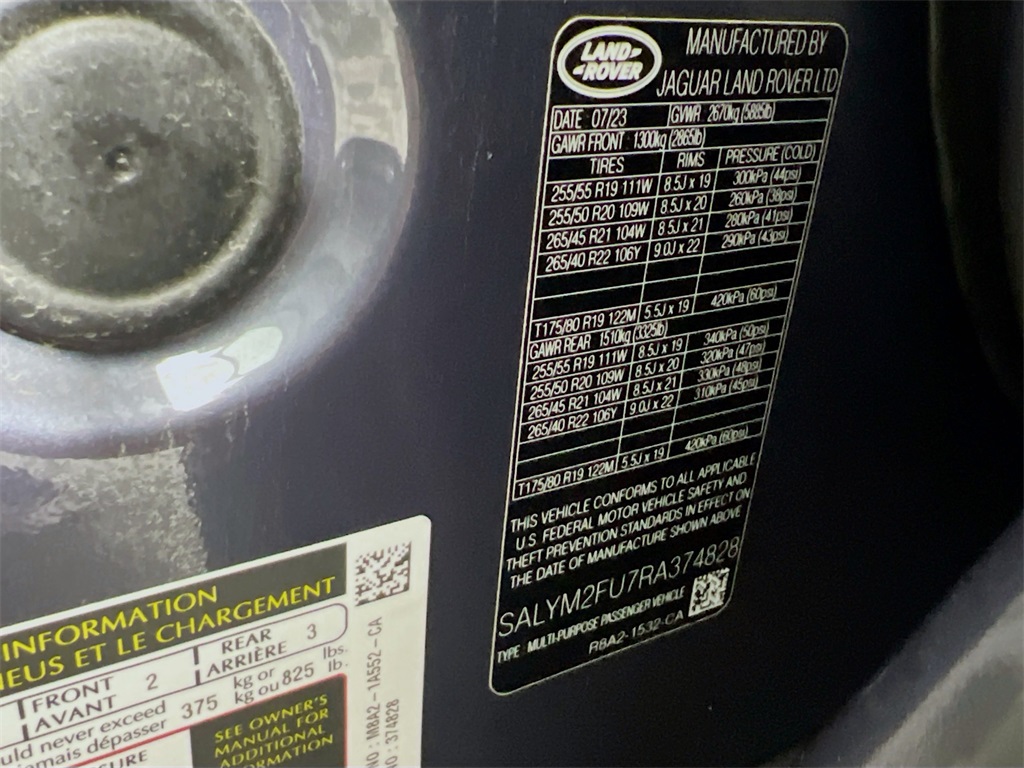 LAND
ROVER
MANUFACTURED BY
JAGUAR LAND ROVER LTD
DATE 07/23 GVWR 2670kg (5885lb)
GAWR FRONT 1300kg (2865lb)
TIRES RIMS PRESSURE (COLD)
255/55 R19 111W 8.5J x 19 300kPa (44psi)
255/50 R20 109W 8.5J x 20 260kPa (38psi)
265/45 R21 104W 8.5J x 21 280kPa (41psi)
265/40 R22 106Y 9.0J x 22 290kPa (43psi)
T175/80 R19 122M 5.5J x 19 420kPa (60psi)
GAWR REAR 1510kg (3325lb)
255/55 R19 111W 8.5J x 19 340kPa (50psi)
255/50 R20 109W 8.5J x 20 320kPa (47psi)
265/45 R21 104W 8.5J x 21 330kPa (48psi)
265/40 R22 106Y 9.0J x 22 310kPa (45psi)
T175/80 R19 122M 5.5J x 19 420kPa (60psi)
THIS VEHICLE CONFORMS TO ALL APPLICABLE
U.S. FEDERAL MOTOR VEHICLE SAFETY AND
THEFT PREVENTION STANDARDS IN EFFECT ON
THE DATE OF MANUFACTURE SHOWN ABOVE
SALYM2FU7RA374828
TYPE : MULTI-PURPOSE PASSENGER VEHICLE
R8A2-1532-CA
INFORMATION
ET LE CHARGEMENT
FRONT 2 REAR 3
AVANT ARRIÈRE
never exceed 375 kg or 825 lbs.
dépasser kg ou lb.
SEE OWNER'S
MANUAL FOR
ADDITIONAL
M8A2-1A552-CA
374828